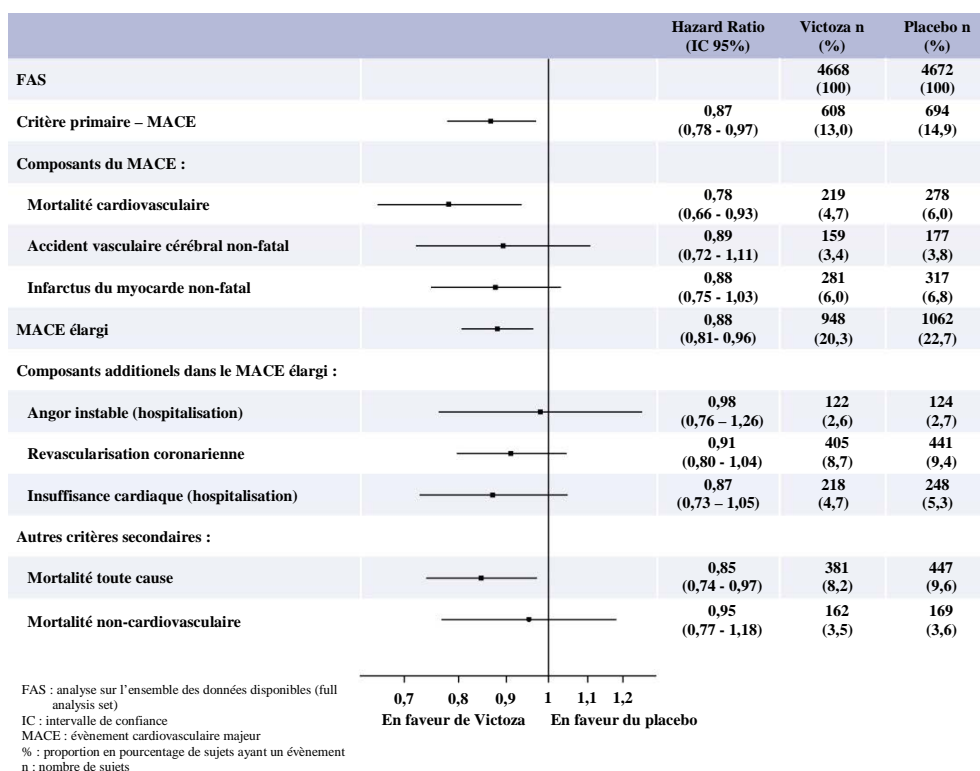 Hazard Ratio Victoza n Placebo n
(IC 95%) (%) (%)
FAS 4668 4672
(100) (100)
Critère primaire – MACE 0,87 608 694
(0,78 - 0,97) (13,0) (14,9)
Composants du MACE :
Mortalité cardiovasculaire 0,78 219 278
(0,66 - 0,93) (4,7) (6,0)
Accident vasculaire cérébral non-fatal 0,89 159 177
(0,72 - 1,11) (3,4) (3,8)
Infarctus du myocarde non-fatal 0,88 281 317
(0,75 - 1,03) (6,0) (6,8)
MACE élargi 0,88 948 1062
(0,81- 0,96) (20,3) (22,7)
Composants additionels dans le MACE élargi :
Angor instable (hospitalisation) 0,98 122 124
(0,76 – 1,26) (2,6) (2,7)
Revascularisation coronarienne 0,91 405 441
(0,80 - 1,04) (8,7) (9,4)
Insuffisance cardiaque (hospitalisation) 0,87 218 248
(0,73 – 1,05) (4,7) (5,3)
Autres critères secondaires :
Mortalité toute cause 0,85 381 447
(0,74 - 0,97) (8,2) (9,6)
Mortalité non-cardiovasculaire 0,95 162 169
(0,77 - 1,18) (3,5) (3,6)
0,7 0,8 0,9 1 1,1 1,2
En faveur de Victoza En faveur du placebo
FAS : analyse sur l’ensemble des données disponibles (full
analysis set)
IC : intervalle de confiance
MACE : évènement cardiovasculaire majeur
% : proportion en pourcentage de sujets ayant un évènement
n : nombre de sujets